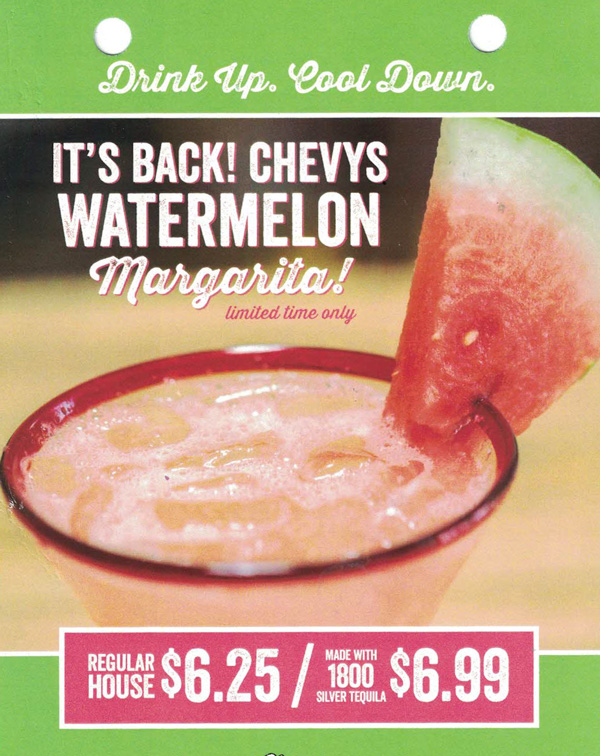 Drink Up. Cool Down.
IT'S BACK! CHEVYS
WATERMELON
Margarita!
limited time only
REGULAR
HOUSE $6.25 / MADE WITH
1800
SILVER TEQUILA $6.99